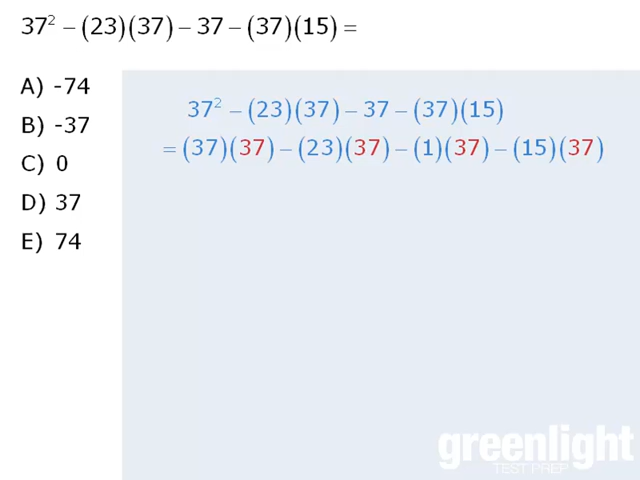 37² − (23)(37) − 37 − (37)(15) =
A) -74
B) -37
C) 0
D) 37
E) 74
37² − (23)(37) − 37 − (37)(15)
= (37)(37) − (23)(37) − (1)(37) − (15)(37)
greenlight
TEST PREP